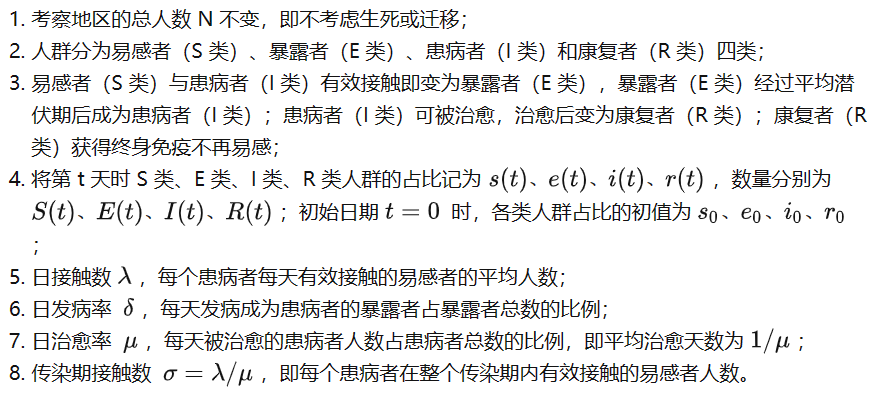 1. 考察地区的总人数 N 不变，即不考虑生死或迁移；
2. 人群分为易感者（S 类）、暴露者（E 类）、患病者（I 类）和康复者（R 类）四类；
3. 易感者（S 类）与患病者（I 类）有效接触即变为暴露者（E 类），暴露者（E 类）经过平均潜
伏期后成为患病者（I 类）；患病者（I 类）可被治愈，治愈后变为康复者（R 类）；康复者（R
类）获得终身免疫不再易感；
4. 将第 t 天时 S 类、E 类、I 类、R 类人群的占比记为 s(t)、e(t)、i(t)、r(t) ，数量分别为
S(t)、E(t)、I(t)、R(t) ；初始日期 t = 0 时，各类人群占比的初值为 s₀、e₀、i₀、r₀
；
5. 日接触数 λ ，每个患病者每天有效接触的易感者的平均人数；
6. 日发病率 δ ，每天发病成为患病者的暴露者占暴露者总数的比例；
7. 日治愈率 μ ，每天被治愈的患病者人数占患病者总数的比例，即平均治愈天数为 1/μ ；
8. 传染期接触数 σ = λ/μ ，即每个患病者在整个传染期内有效接触的易感者人数。